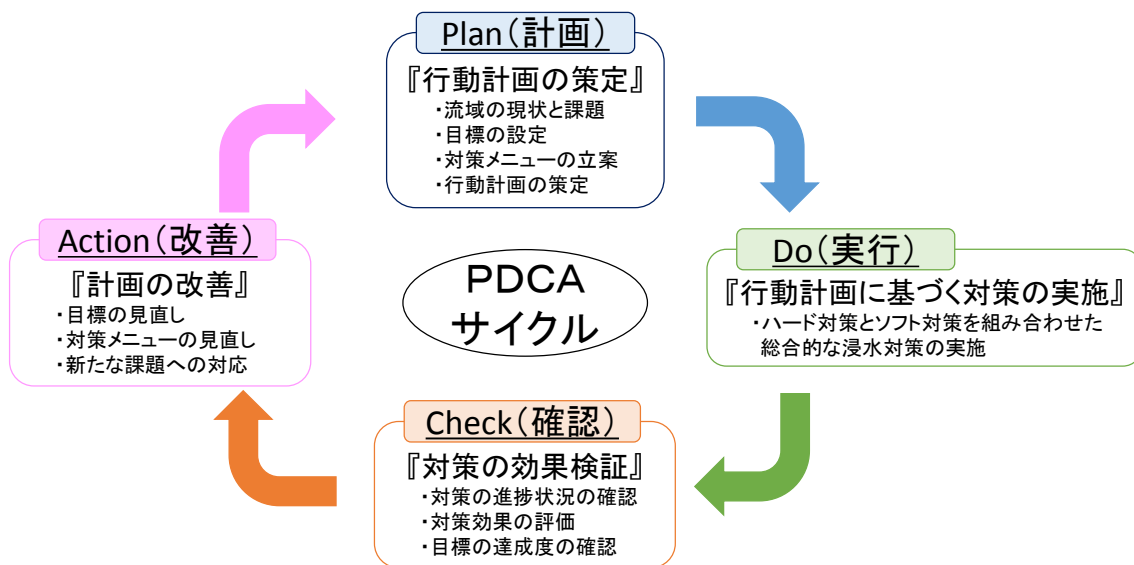 Plan(計画)
『行動計画の策定』
・流域の現状と課題
・目標の設定
・対策メニューの立案
・行動計画の策定
Do(実行)
『行動計画に基づく対策の実施』
・ハード対策とソフト対策を組み合わせた
総合的な浸水対策の実施
Check(確認)
『対策の効果検証』
・対策の進捗状況の確認
・対策効果の評価
・目標の達成度の確認
Action(改善)
『計画の改善』
・目標の見直し
・対策メニューの見直し
・新たな課題への対応
PDCA
サイクル